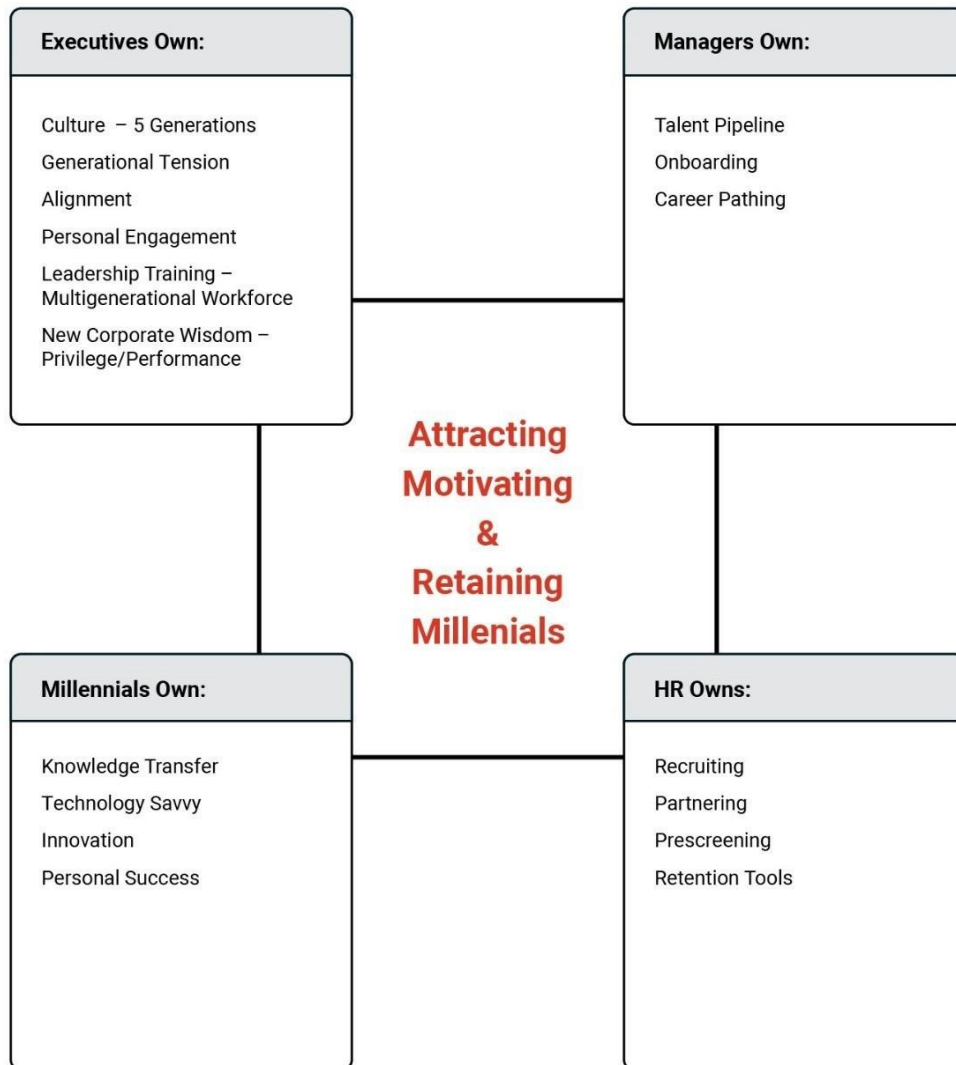 Executives Own:
Culture – 5 Generations
Generational Tension
Alignment
Personal Engagement
Leadership Training –
Multigenerational Workforce
New Corporate Wisdom –
Privilege/Performance
Managers Own:
Talent Pipeline
Onboarding
Career Pathing
Attracting
Motivating
&
Retaining
Millenials
Millennials Own:
Knowledge Transfer
Technology Savvy
Innovation
Personal Success
HR Owns:
Recruiting
Partnering
Prescreening
Retention Tools